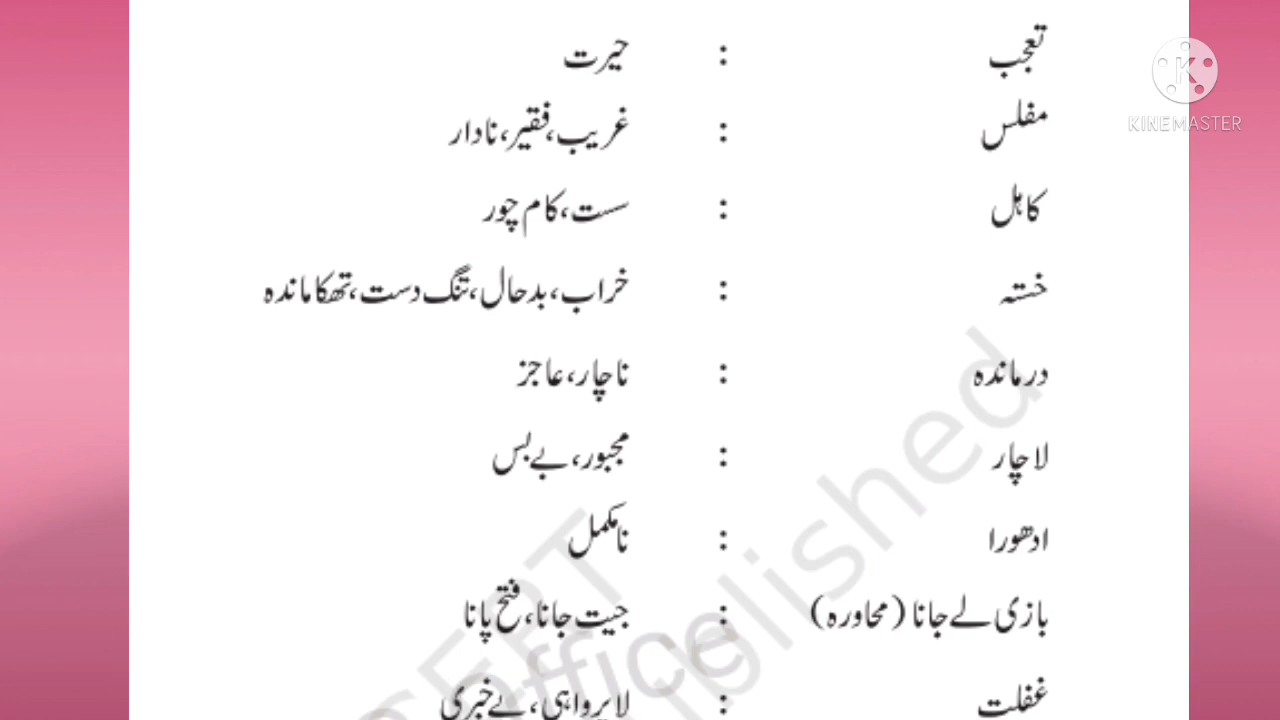 تعجب : حیرت
مفلس : غریب، فقیر، نادار
کاہل : سست، کام چور
خستہ : خراب، بدحال، تنگ دست، تھکا ماندہ
درماندہ : ناچار، عاجز
لاچار : مجبور، بے بس
ادھورا : نامکمل
بازی لے جانا (محاورہ) : جیت جانا، فتح پانا
غفلت : لاپرواہی، بے خبری
KINEMASTER